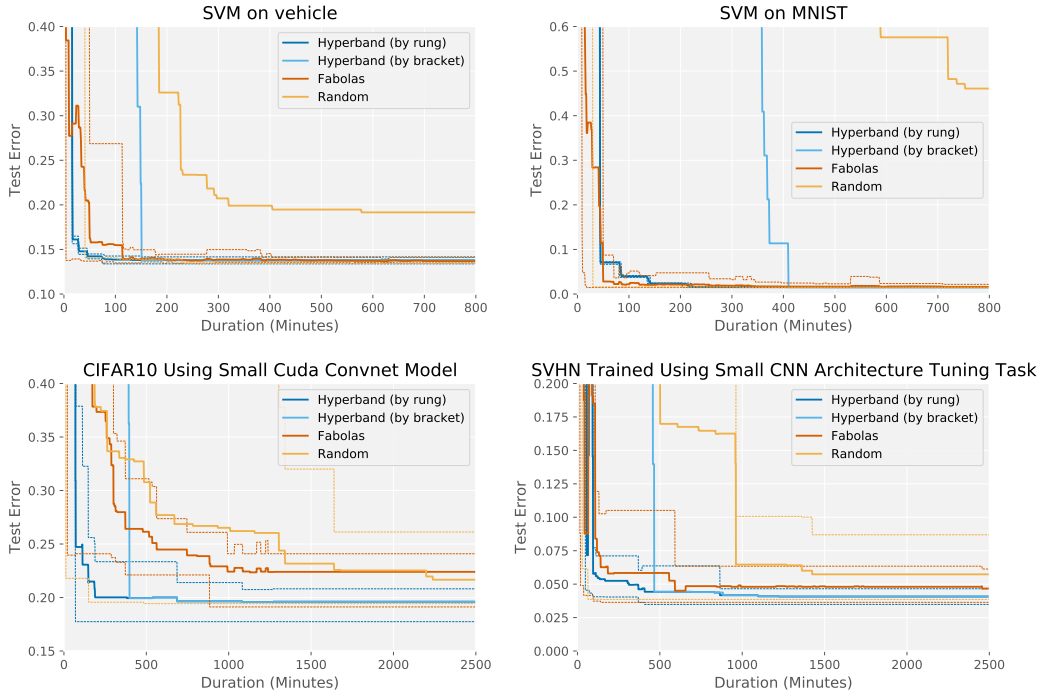 SVM on vehicle
0.40
0.35
0.30
0.25
0.20
0.15
0.10
Test Error
Hyperband (by rung)
Hyperband (by bracket)
Fabolas
Random
0 100 200 300 400 500 600 700 800
Duration (Minutes)
SVM on MNIST
0.6
0.5
0.4
0.3
0.2
0.1
0.0
Test Error
Hyperband (by rung)
Hyperband (by bracket)
Fabolas
Random
0 100 200 300 400 500 600 700 800
Duration (Minutes)
CIFAR10 Using Small Cuda Convnet Model
0.40
0.35
0.30
0.25
0.20
0.15
Test Error
Hyperband (by rung)
Hyperband (by bracket)
Fabolas
Random
0 500 1000 1500 2000 2500
Duration (Minutes)
SVHN Trained Using Small CNN Architecture Tuning Task
0.200
0.175
0.150
0.125
0.100
0.075
0.050
0.025
0.000
Test Error
Hyperband (by rung)
Hyperband (by bracket)
Fabolas
Random
0 500 1000 1500 2000 2500
Duration (Minutes)